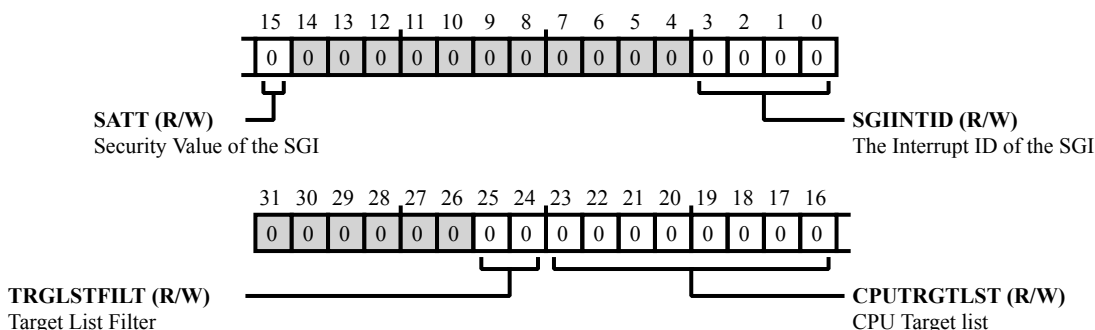 15 14 13 12 11 10 9 8 7 6 5 4 3 2 1 0
0 0 0 0 0 0 0 0 0 0 0 0 0 0 0 0
SATT (R/W)
Security Value of the SGI
SGIINTID (R/W)
The Interrupt ID of the SGI
31 30 29 28 27 26 25 24 23 22 21 20 19 18 17 16
0 0 0 0 0 0 0 0 0 0 0 0 0 0 0 0
TRGLSTFILT (R/W)
Target List Filter
CPUTRGTLST (R/W)
CPU Target list